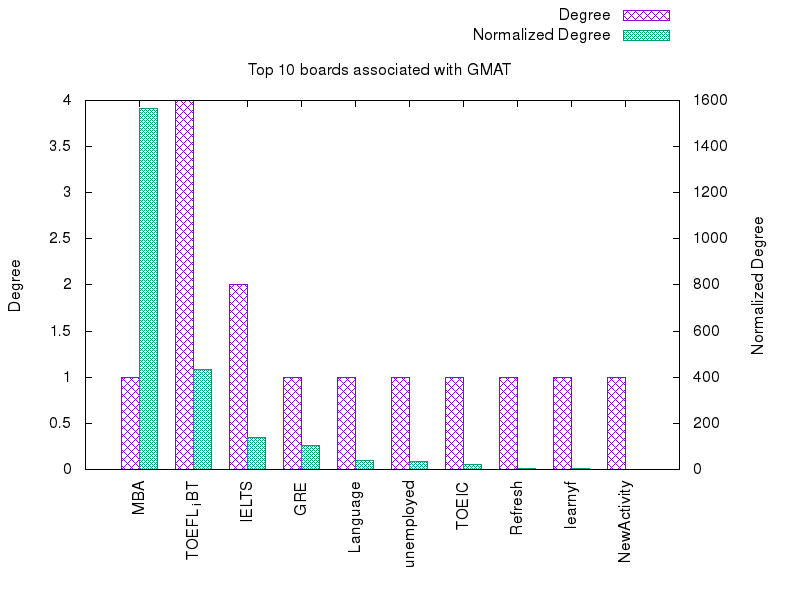 Degree
Normalized Degree
Top 10 boards associated with GMAT
4
3.5
3
2.5
2
1.5
1
0.5
0
1600
1400
1200
1000
800
600
400
200
0
Degree
Normalized Degree
MBA
TOEFL¡BT
IELTS
GRE
Language
unemployed
TOEIC
Refresh
learnyf
NewActivity